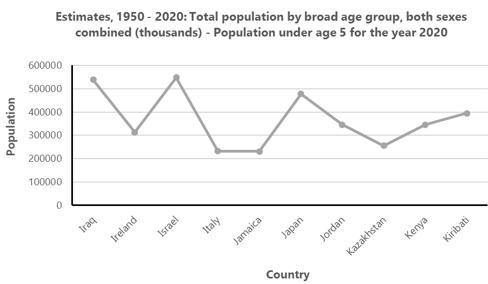 Estimates, 1950 - 2020: Total population by broad age group, both sexes
combined (thousands) - Population under age 5 for the year 2020
600000
500000
400000
300000
200000
100000
0
Population
Iraq
Ireland
Israel
Italy
Jamaica
Japan
Jordan
Kazakhstan
Kenya
Kiribati
Country